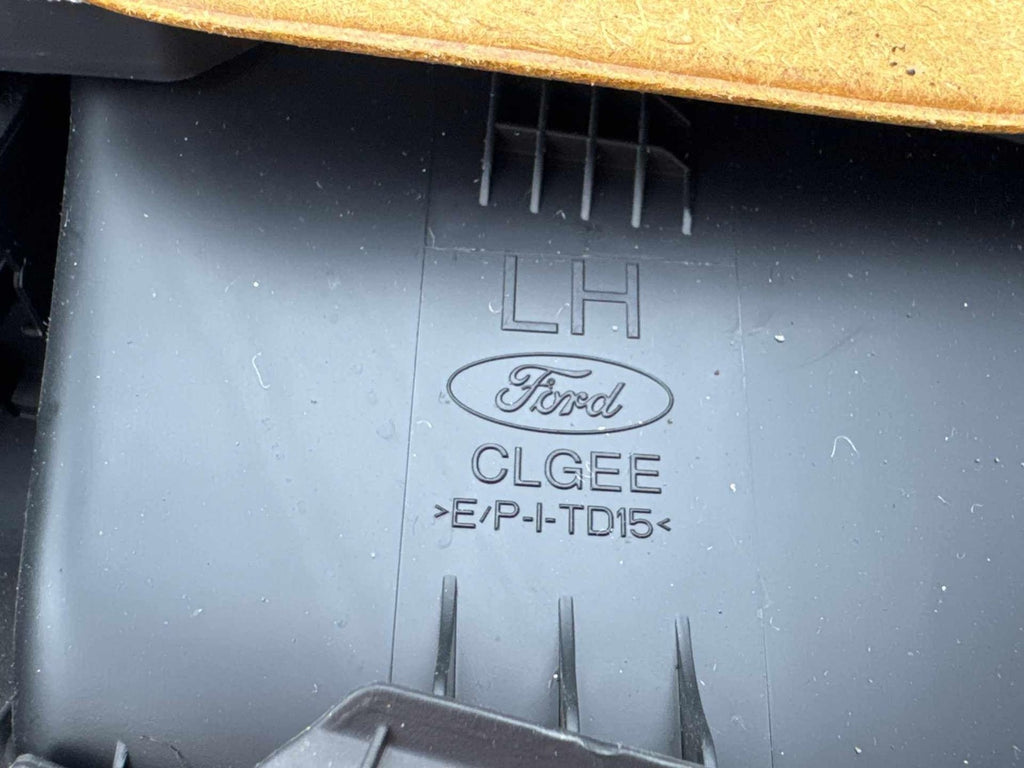 LH
Ford
CLGEE
>E/P-I-TD15<